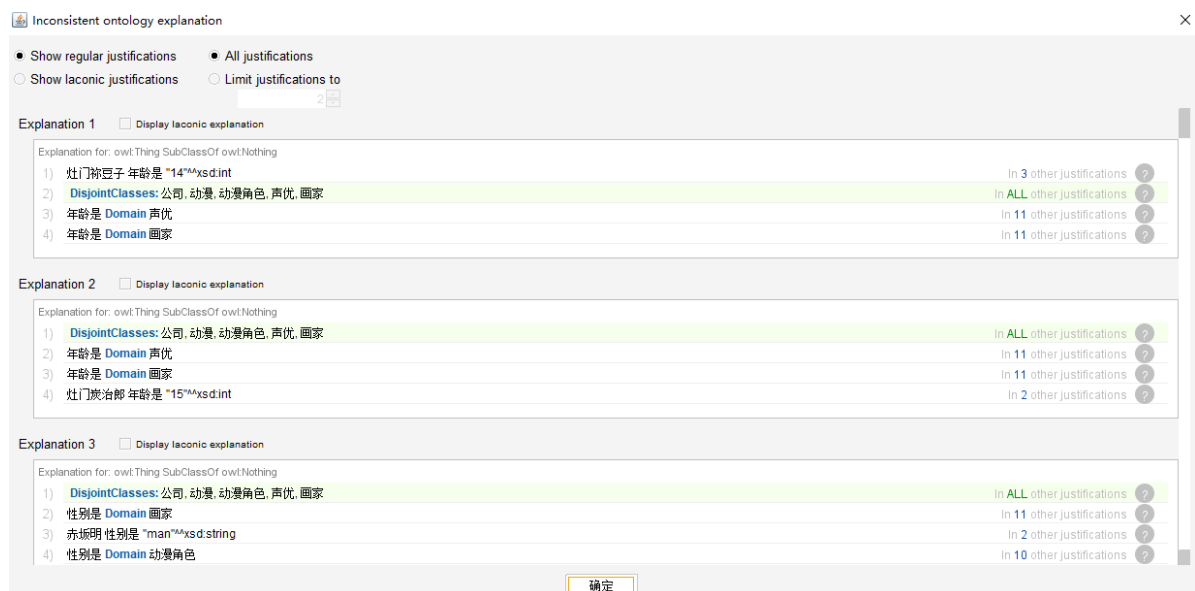 Inconsistent ontology explanation
Show regular justifications All justifications
Show laconic justifications Limit justifications to
2
Explanation 1 Display laconic explanation
Explanation for: owl:Thing SubClassOf owl:Nothing
1) 灶门祢豆子 年龄是 "14"^^xsd:int In 3 other justifications ?
2) DisjointClasses: 公司, 动漫, 动漫角色, 声优, 画家 In ALL other justifications ?
3) 年龄是 Domain 声优 In 11 other justifications ?
4) 年龄是 Domain 画家 In 11 other justifications ?
Explanation 2 Display laconic explanation
Explanation for: owl:Thing SubClassOf owl:Nothing
1) DisjointClasses: 公司, 动漫, 动漫角色, 声优, 画家 In ALL other justifications ?
2) 年龄是 Domain 声优 In 11 other justifications ?
3) 年龄是 Domain 画家 In 11 other justifications ?
4) 灶门炭治郎 年龄是 "15"^^xsd:int In 2 other justifications ?
Explanation 3 Display laconic explanation
Explanation for: owl:Thing SubClassOf owl:Nothing
1) DisjointClasses: 公司, 动漫, 动漫角色, 声优, 画家 In ALL other justifications ?
2) 性别是 Domain 画家 In 11 other justifications ?
3) 赤坂明 性别是 "man"^^xsd:string In 2 other justifications ?
4) 性别是 Domain 动漫角色 In 10 other justifications ?
确定